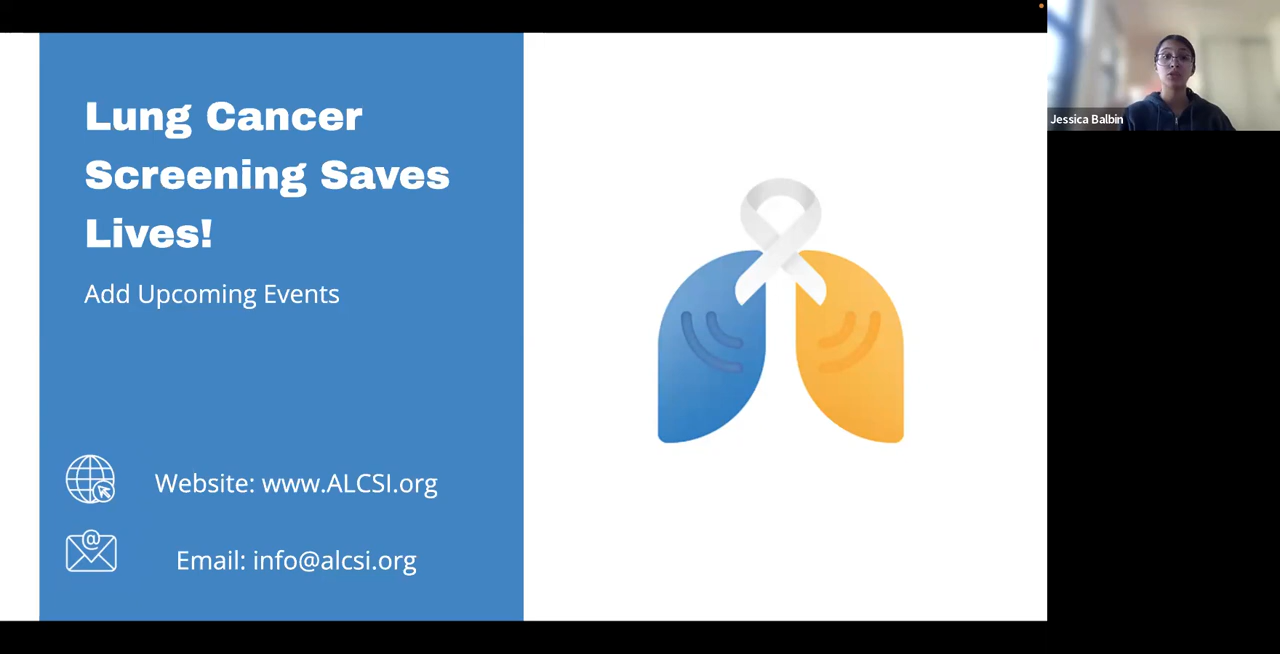 Lung Cancer
Screening Saves
Lives!
Add Upcoming Events
Website: www.ALCSI.org
@
Email: info@alcsi.org
Jessica Balbin